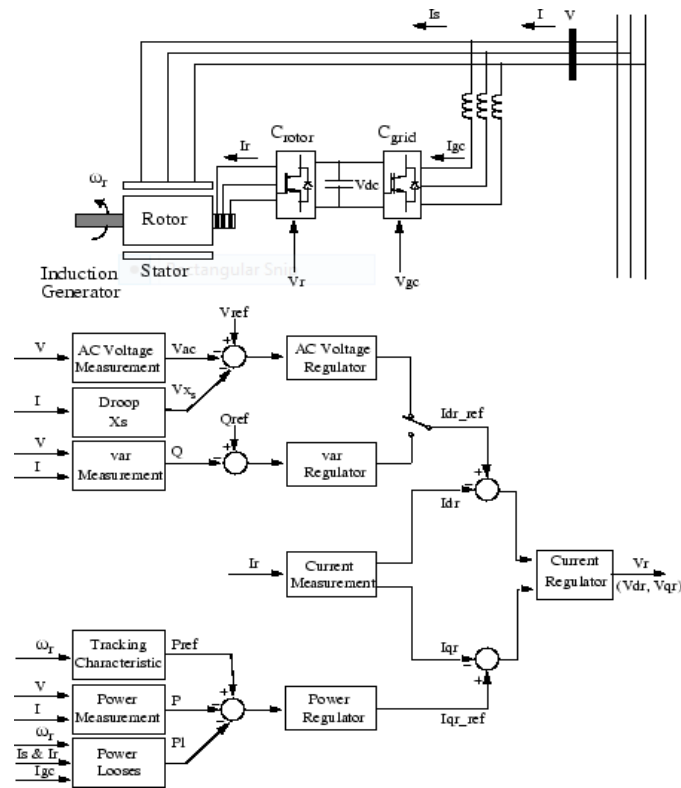 Is
I
V
Crotor
Cgrid
Ir
Igc
Vdc
ωr
Rotor
Stator
Induction
Generator
Vr
Vgc
Vref
V
AC Voltage
Measurement
Vac
AC Voltage
Regulator
I
Droop
Xs
Vxs
Qref
Idr_ref
V
I
var
Measurement
Q
var
Regulator
Idr
Ir
Current
Measurement
Current
Regulator
Vr
(Vdr, Vqr)
Iqr
ωr
Tracking
Characteristic
Pref
V
I
Power
Measurement
P
Power
Regulator
Iqr_ref
ωr
Is & Ir
Igc
Power
Looses
Pl